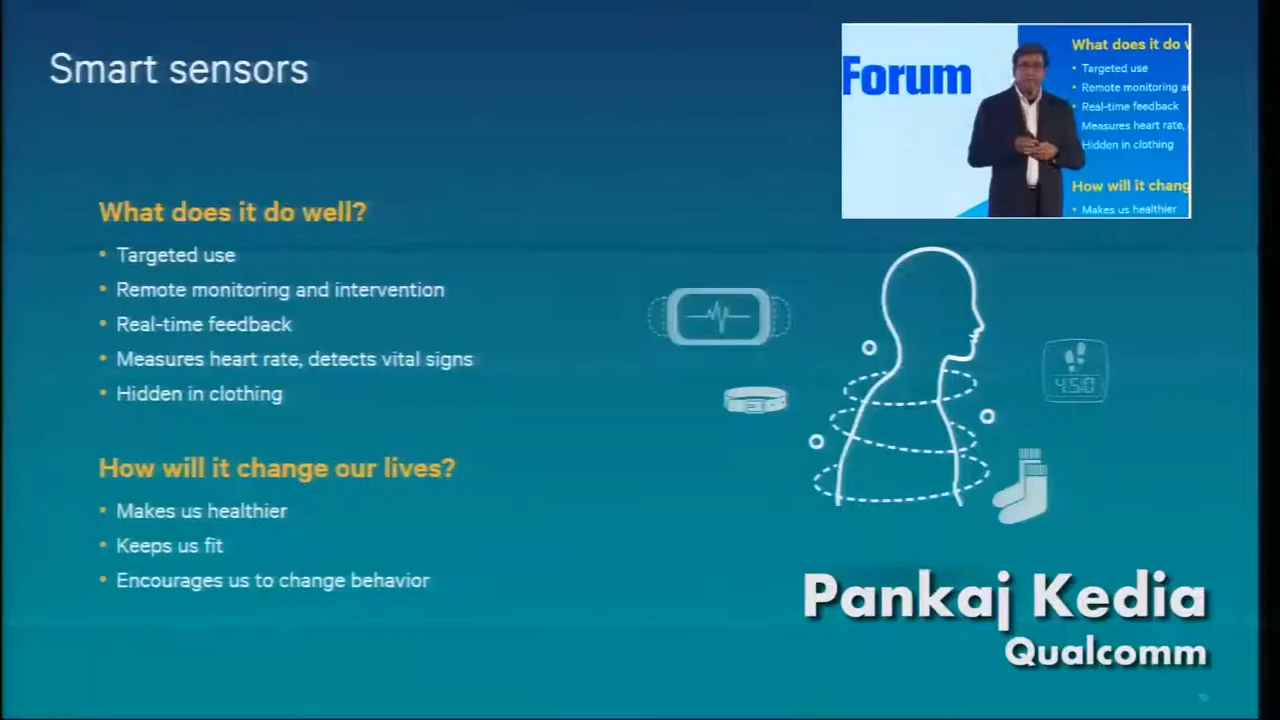 Smart sensors
What does it do well?
• Targeted use
• Remote monitoring and intervention
• Real-time feedback
• Measures heart rate, detects vital signs
• Hidden in clothing
How will it change our lives?
• Makes us healthier
• Keeps us fit
• Encourages us to change behavior
Forum
What does it do
• Targeted use
• Remote monitoring
• Real-time feedback
Measures heart rate,
Hidden in clothing
How will it chang
• Makes us healthier
4.5.0
Pankaj Kedia
Qualcomm